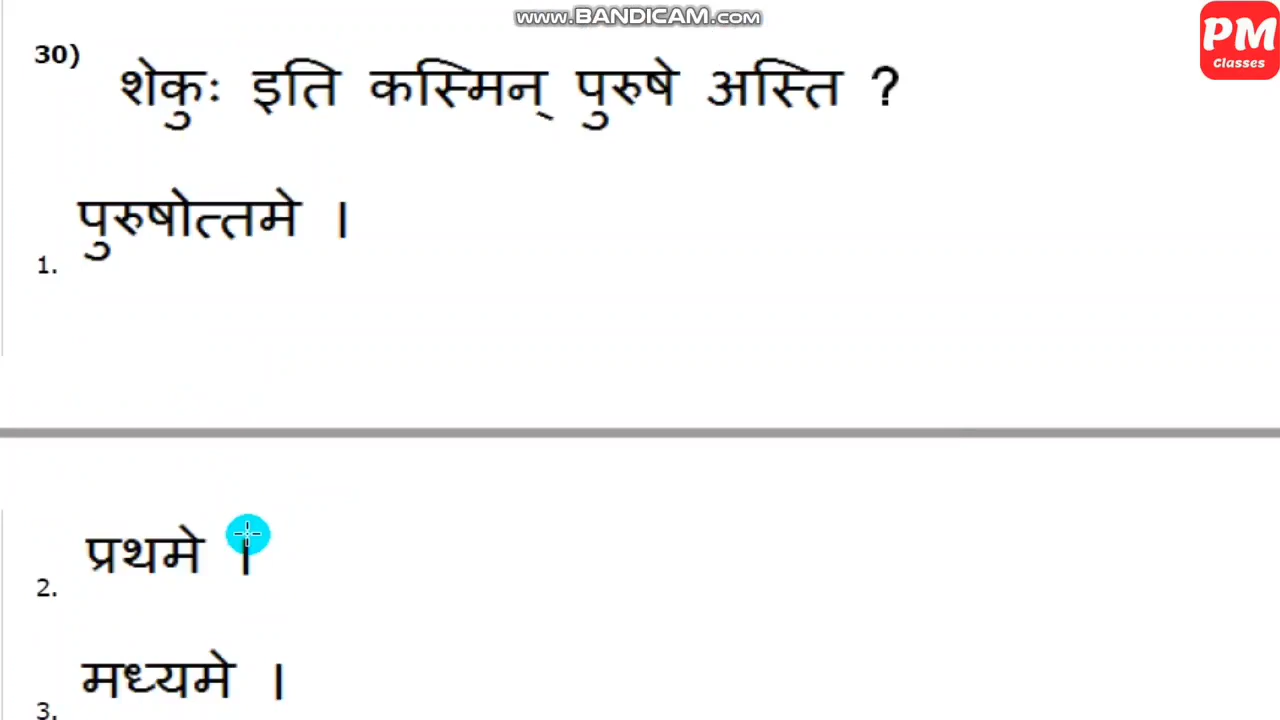 www.BANDICAM.com
PM
Classes
30) शेकुः इति कस्मिन् पुरुषे अस्ति ?
1. पुरुषोत्तमे ।
2. प्रथमे ।
3. मध्यमे ।